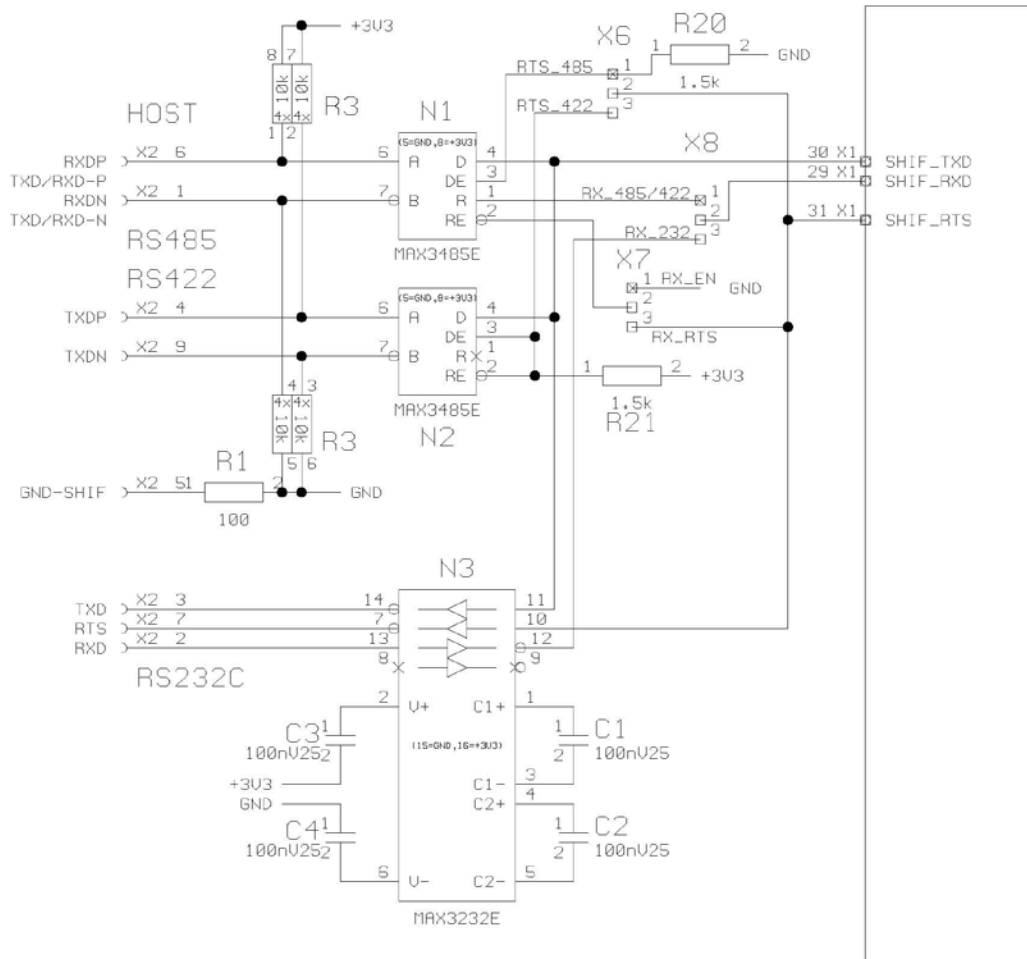 +3V3
8 7
4x 10k
4x 10k
R3
1 2
HOST
RXDP X2 6
TXD/RXD-P
RXDN X2 1
TXD/RXD-N
RS485
RS422
TXDP X2 4
TXDN X2 9
N1
(5=GND,8=+3V3)
6 A D 4
DE 3
7 B R 1
RE 2
MAX3485E
(5=GND,8=+3V3)
6 A D 4
DE 3
7 B R 1
RE 2
MAX3485E
N2
4 3
4x 10k
4x 10k
R3
5 6
R1
GND-SHIF X2 51 2 GND
100
X6
RTS_485 1
2
RTS_422 3
R20
1 2 GND
1.5k
X8
RX_485/422 1
2
RX_232 3
X7
1 RX_EN GND
2
3
RX_RTS
1 2 +3V3
1.5k
R21
30 X1 SHIF_TXD
29 X1 SHIF_RXD
31 X1 SHIF_RTS
N3
TXD X2 3 14 11
RTS X2 7 7 10
RXD X2 2 13 12
8 9
RS232C
2 V+ C1+ 1
C3 1
100nV25
2
+3V3
(15=GND,16=+3V3)
1 C1
100nV25
2
C1- 3
GND
C2+ 4
C4 1
100nV25
2
1 C2
100nV25
2
6 V- C2- 5
MAX3232E